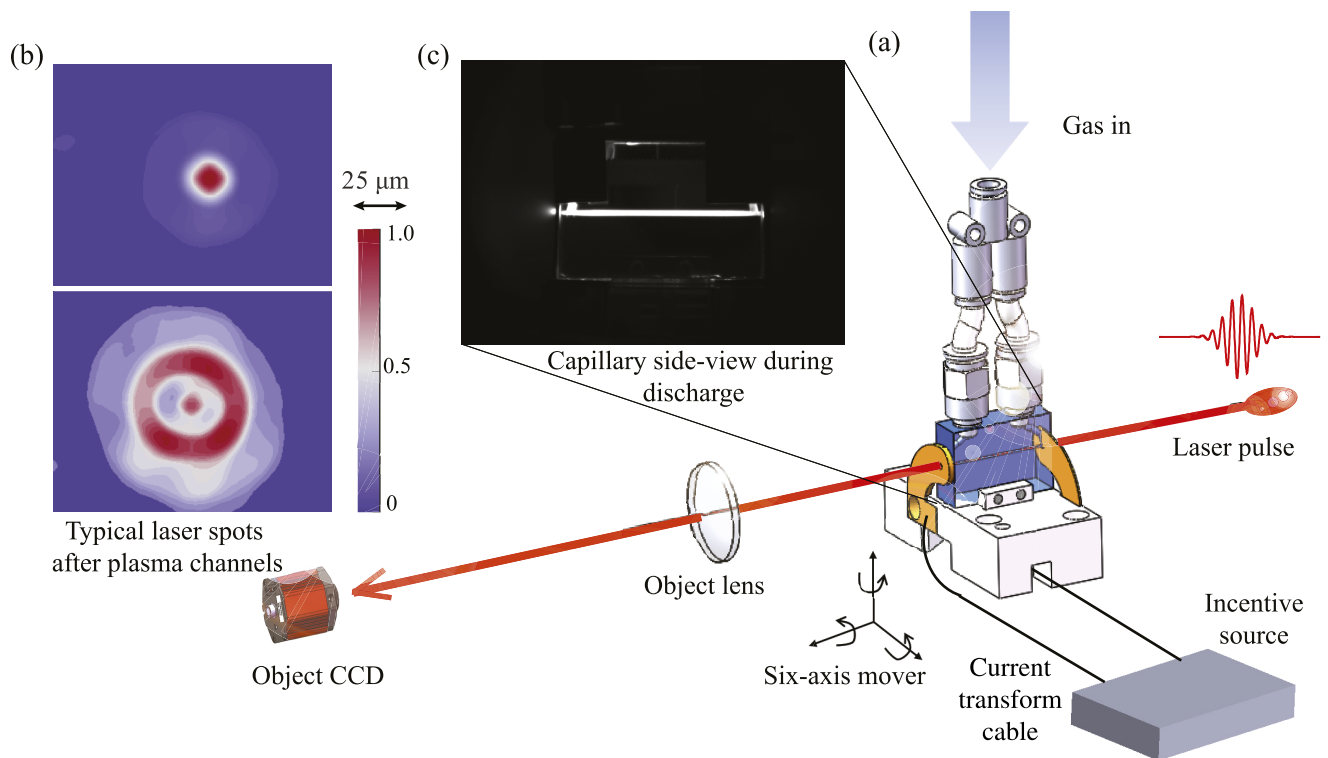 (b)
(c)
(a)
Gas in
25 μm
1.0
0.5
0
Capillary side-view during
discharge
Laser pulse
Typical laser spots
after plasma channels
Object lens
Object CCD
Six-axis mover
Current
transform
cable
Incentive
source